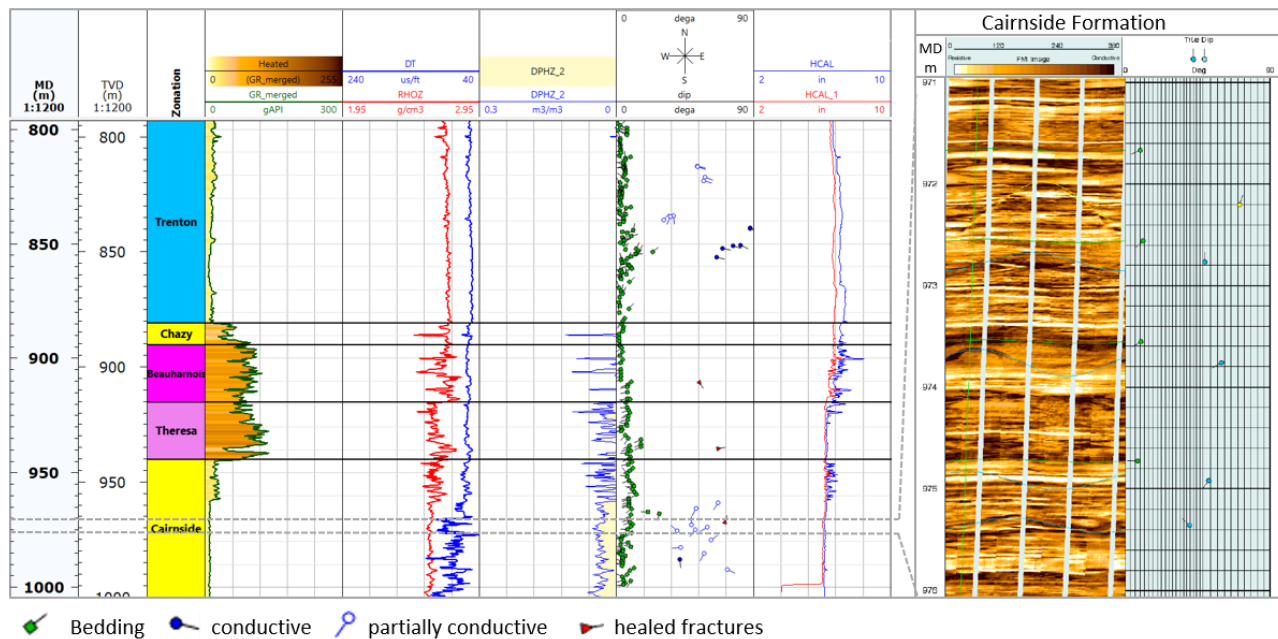 Cairnside Formation
MD
(m)
1:1200
TVD
(m)
1:1200
Zonation
Heated
0 (GR_merged) 255.
GR_merged
0 gAPI 300
DT
240 us/ft 40
RHOZ
1.95 g/cm3 2.95
DPHZ_2
DPHZ_2
0.3 m3/m3 0
0 dega 90
N
W E
S
dip
0 dega 90
HCAL
2 in 10
HCAL_1
2 in 10
MD
m
0 120 240 360
Resistive FMI Image Conductive
True Dip
0 Deg 90
800
850
900
950
1000
800
850
900
950
1000
Trenton
Chazy
Beauharnois
Theresa
Cairnside
971
972
973
974
975
976
Bedding
conductive
partially conductive
healed fractures